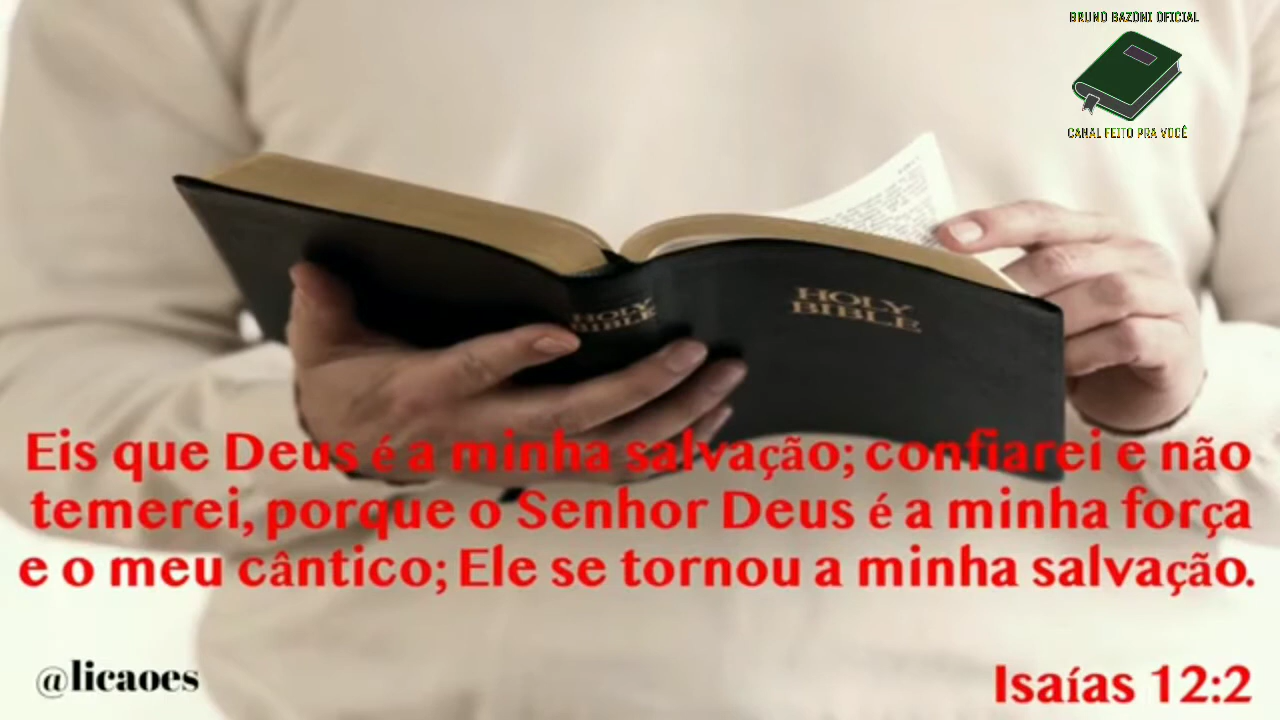 BRUNO BAZONI OFICIAL
CANAL FEITO PRA VOCÊ
HOLY
BIBLE
HOLY
BIBLE
Eis que Deus é a minha salvação; confiarei e não
temerei, porque o Senhor Deus é a minha força
e o meu cântico; Ele se tornou a minha salvação.
@licaoes
Isaías 12:2